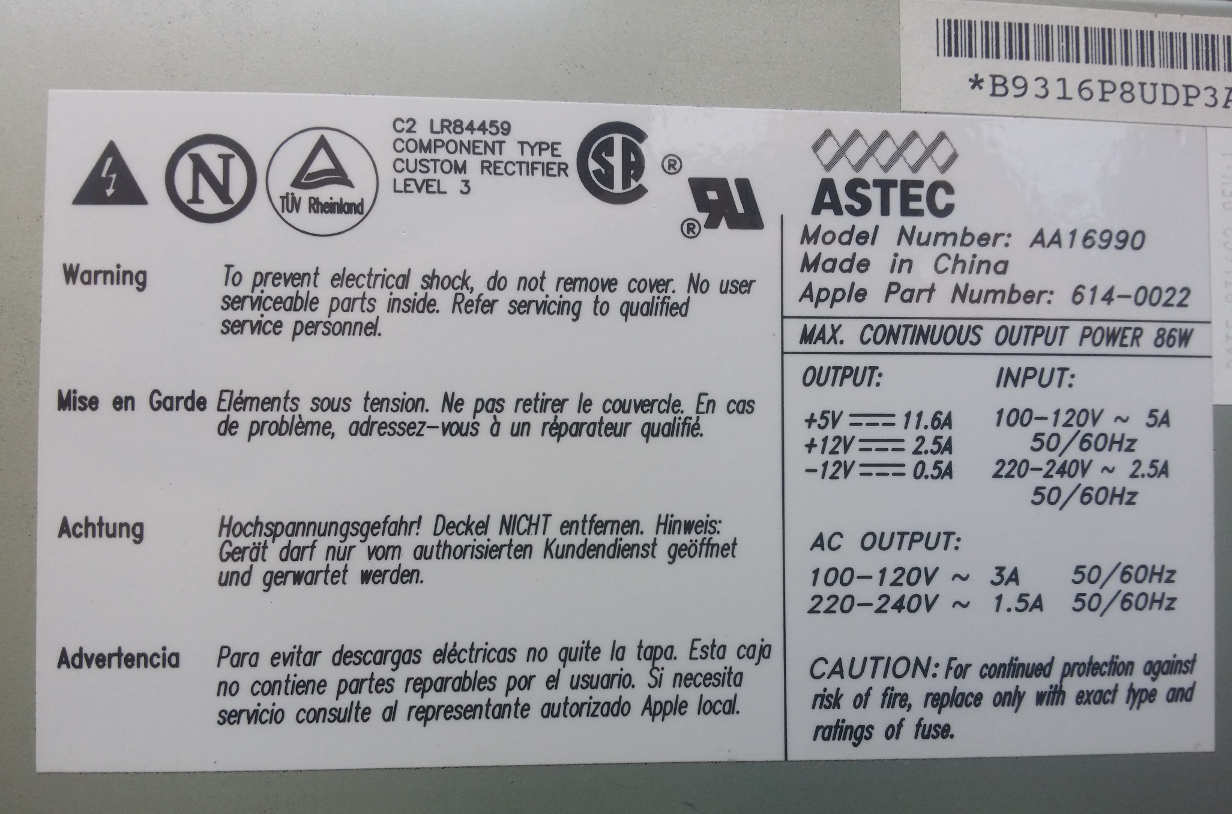 *B9316P8UDP3
N
TÜV Rheinland
C2 LR84459
COMPONENT TYPE
CUSTOM RECTIFIER
LEVEL 3
SA ®
® RU
ASTEC
Model Number: AA16990
Made in China
Apple Part Number: 614-0022
MAX. CONTINUOUS OUTPUT POWER 86W
OUTPUT: INPUT:
+5V 11.6A 100-120V ~ 5A
+12V 2.5A 50/60Hz
-12V 0.5A 220-240V ~ 2.5A
50/60Hz
AC OUTPUT:
100-120V ~ 3A 50/60Hz
220-240V ~ 1.5A 50/60Hz
CAUTION: For continued protection against
risk of fire, replace only with exact type and
ratings of fuse.
Warning To prevent electrical shock, do not remove cover. No user
serviceable parts inside. Refer servicing to qualified
service personnel.
Mise en Garde Eléments sous tension. Ne pas retirer le couvercle. En cas
de problème, adressez-vous à un réparateur qualifié.
Achtung Hochspannungsgefahr! Deckel NICHT entfernen. Hinweis:
Gerät darf nur vom authorisierten Kundendienst geöffnet
und gerwartet werden.
Advertencia Para evitar descargas eléctricas no quite la tapa. Esta caja
no contiene partes reparables por el usuario. Si necesita
servicio consulte al representante autorizado Apple local.